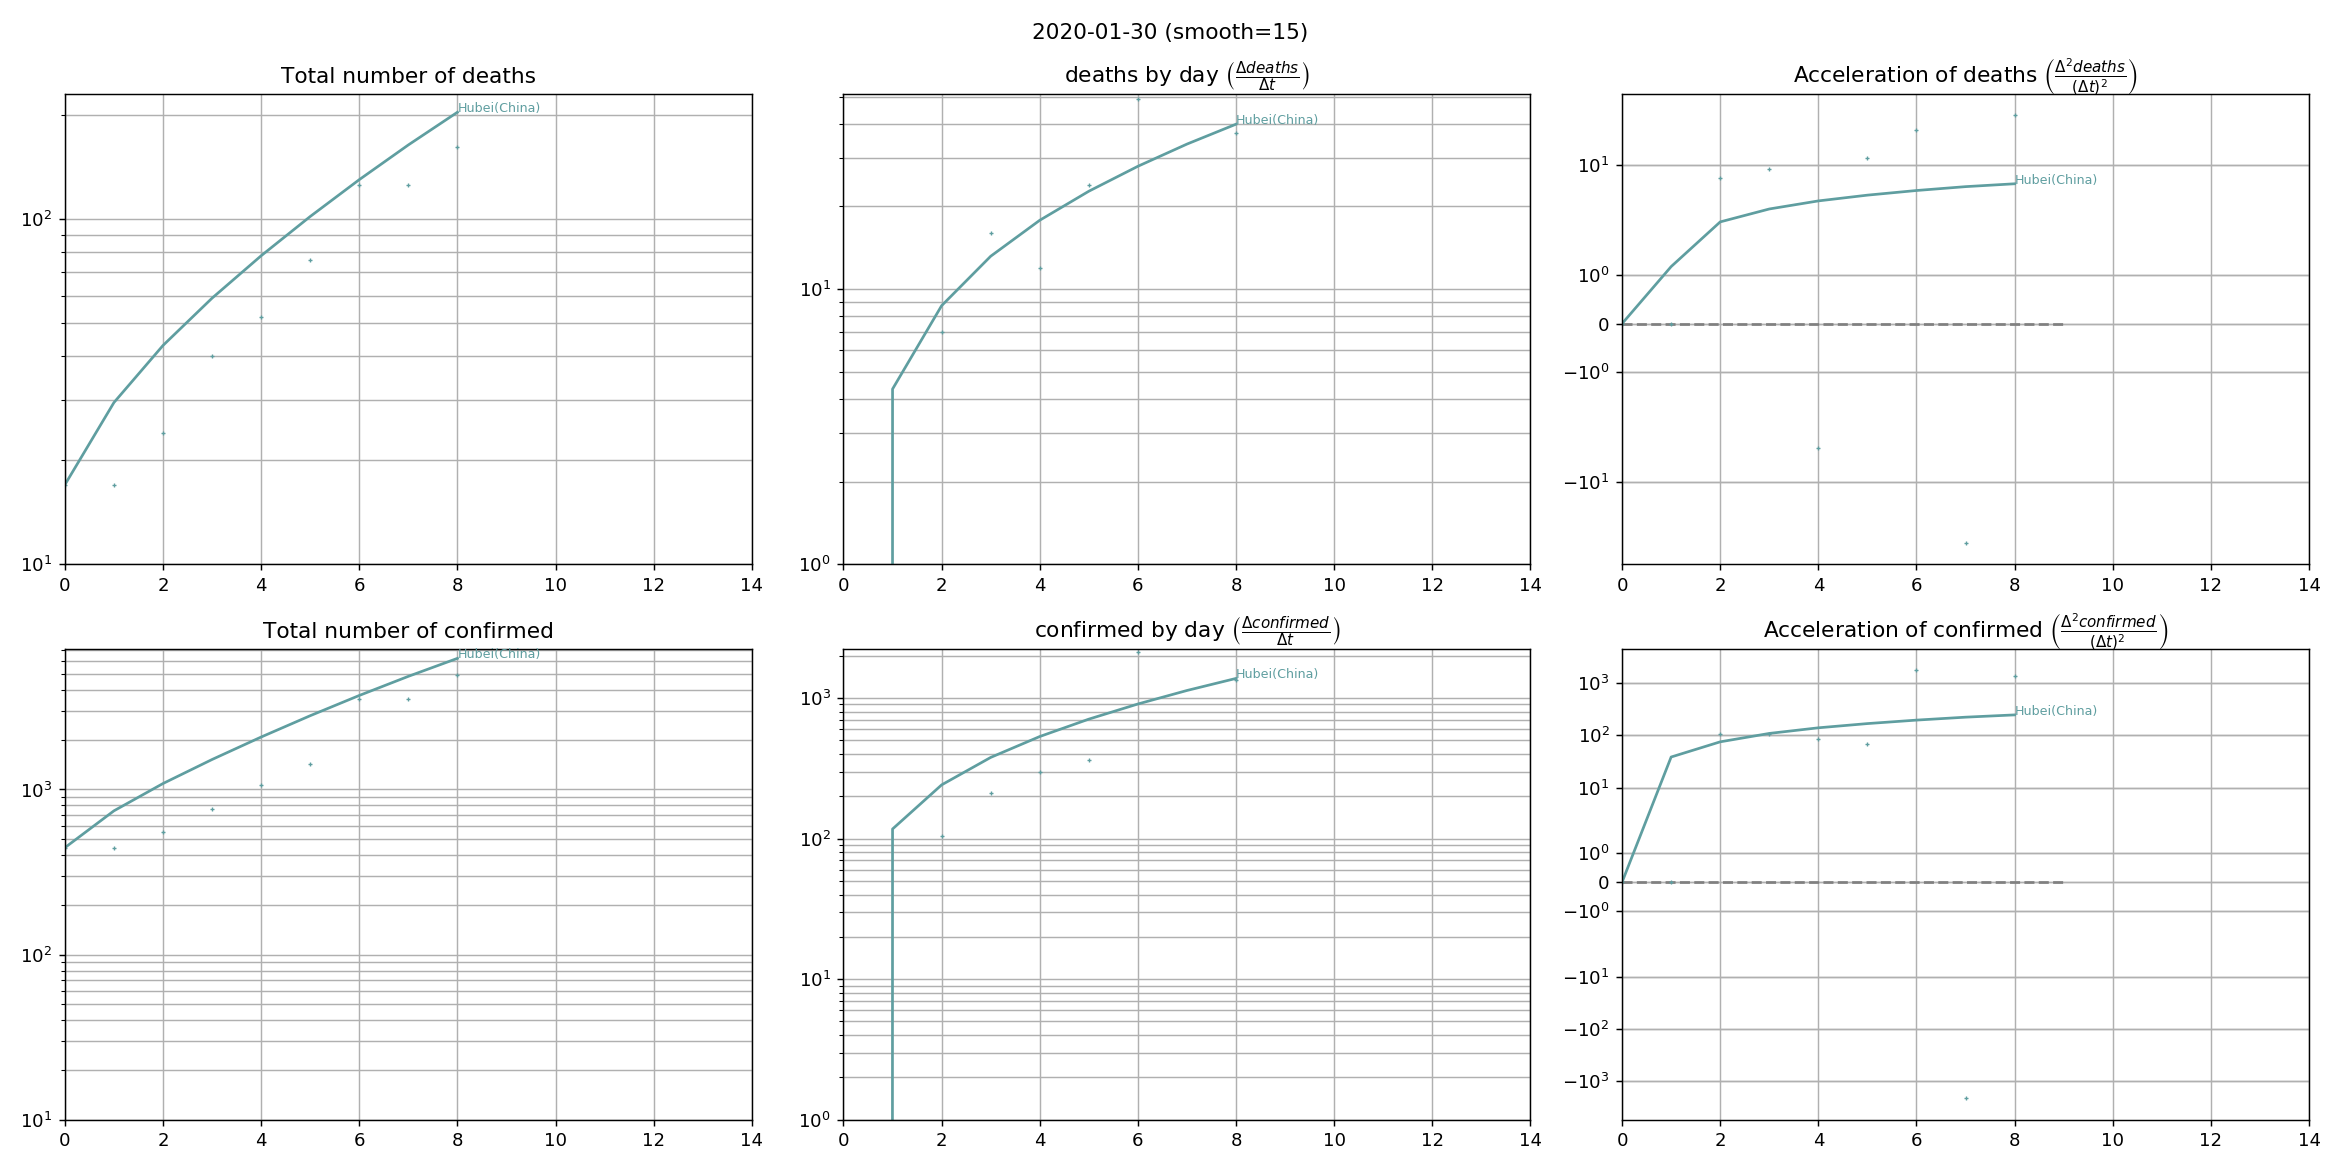 2020-01-30 (smooth=15)
Total number of deaths
Hubei(China)
10²
10¹
0 2 4 6 8 10 12 14
deaths by day (Δdeaths/Δt)
Hubei(China)
10¹
10⁰
0 2 4 6 8 10 12 14
Acceleration of deaths (Δ²deaths/(Δt)²)
10¹
Hubei(China)
10⁰
0
−10⁰
−10¹
0 2 4 6 8 10 12 14
Total number of confirmed
Hubei(China)
10³
10²
10¹
0 2 4 6 8 10 12 14
confirmed by day (Δconfirmed/Δt)
Hubei(China)
10³
10²
10¹
10⁰
0 2 4 6 8 10 12 14
Acceleration of confirmed (Δ²confirmed/(Δt)²)
10³
Hubei(China)
10²
10¹
10⁰
0
−10⁰
−10¹
−10²
−10³
0 2 4 6 8 10 12 14